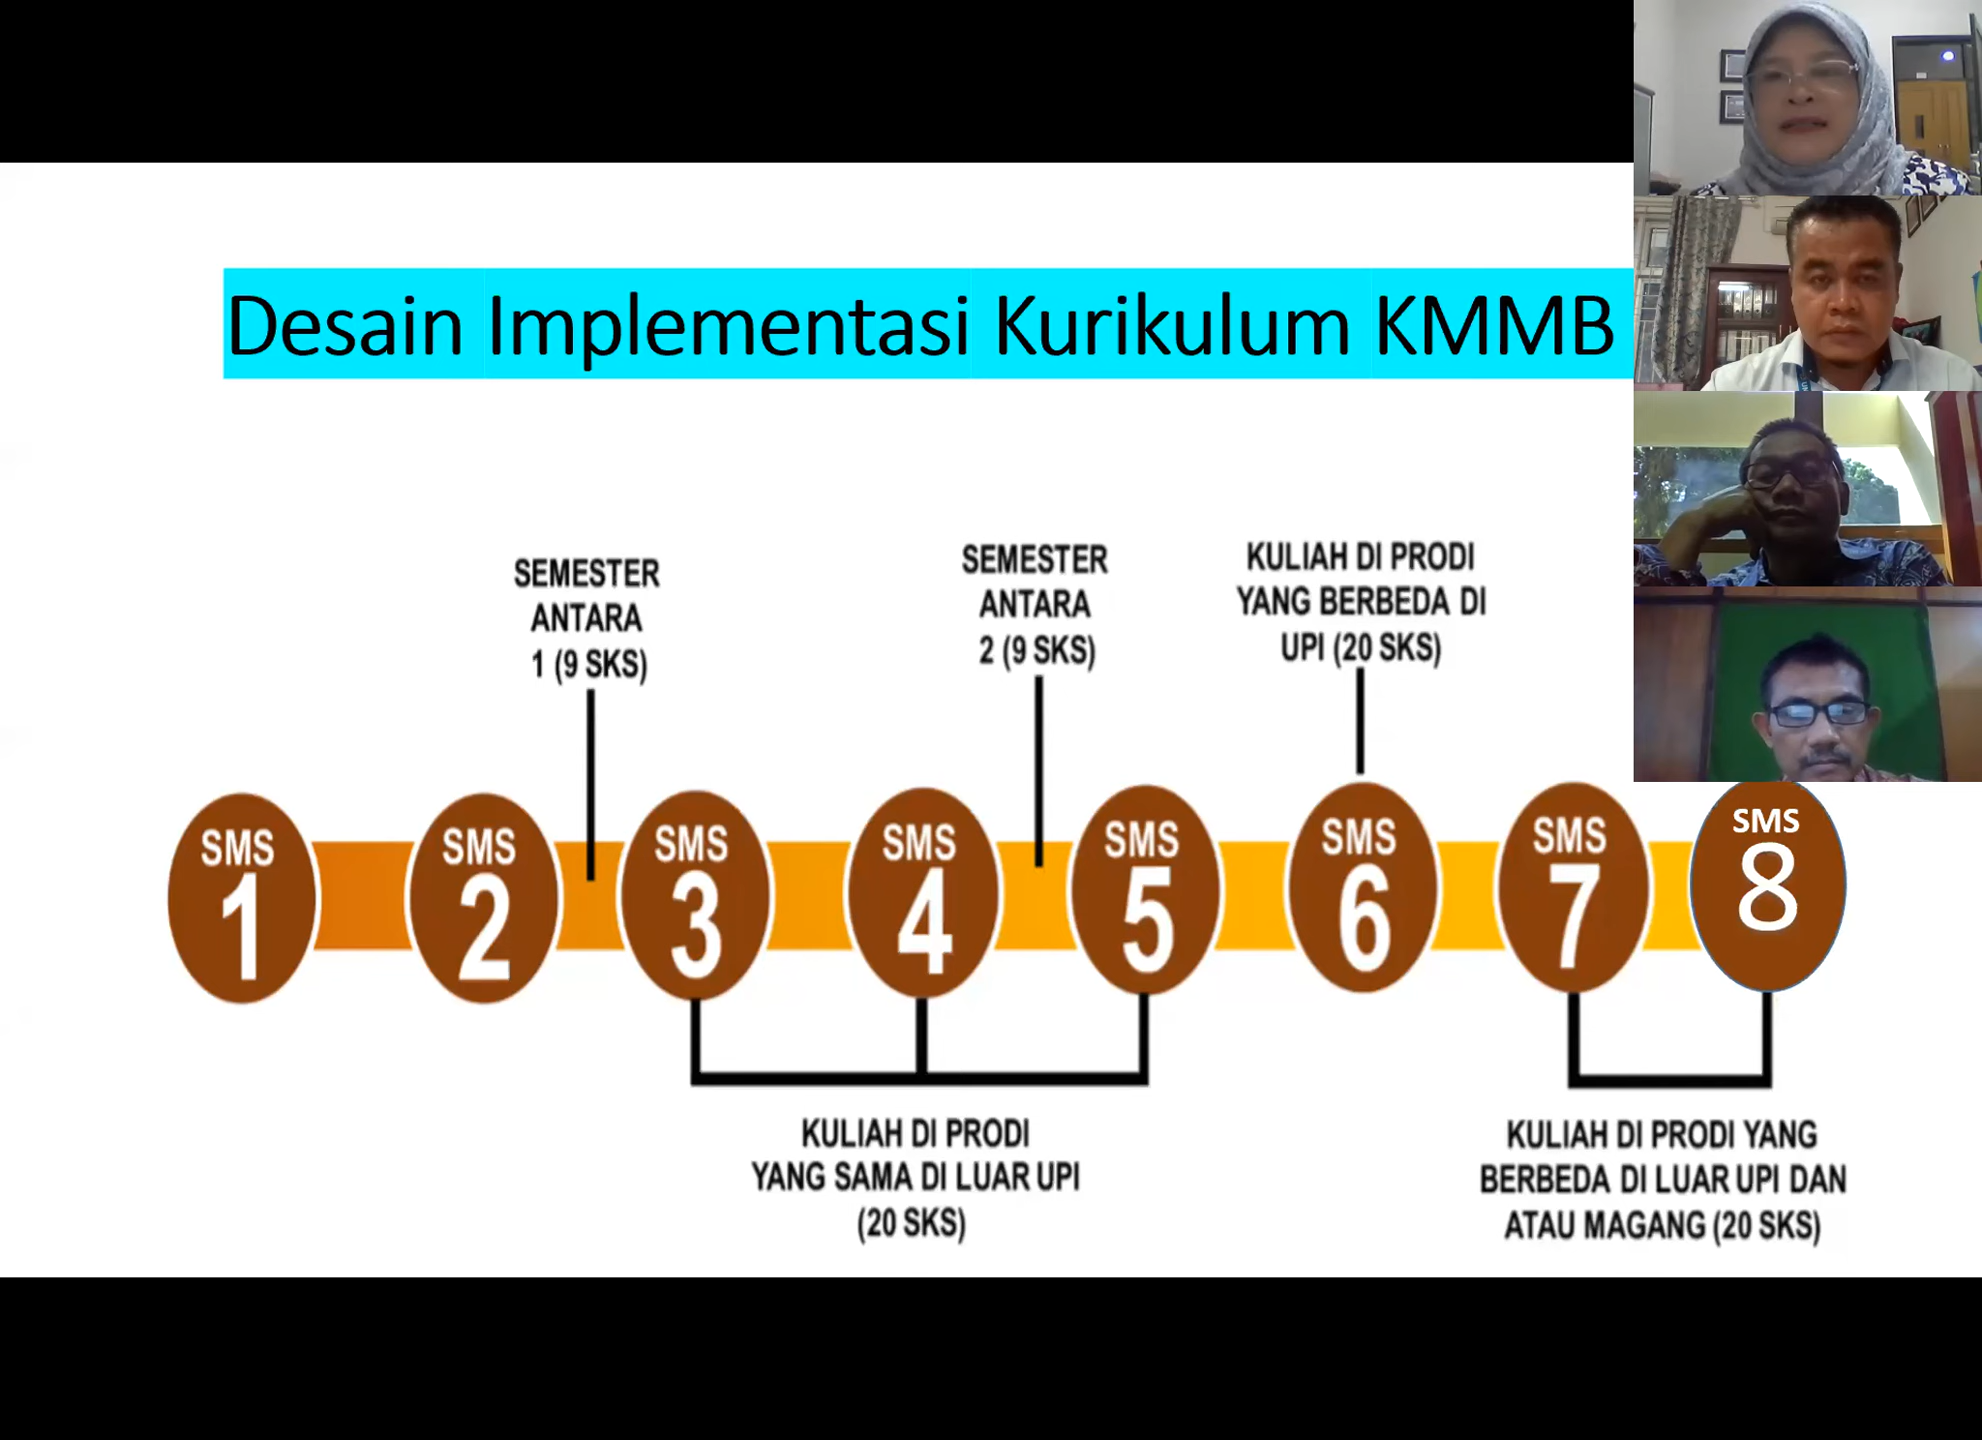 Desain Implementasi Kurikulum KMMB
SEMESTER
ANTARA
1 (9 SKS)
SEMESTER
ANTARA
2 (9 SKS)
KULIAH DI PRODI
YANG BERBEDA DI
UPI (20 SKS)
SMS
1
SMS
2
SMS
3
SMS
4
SMS
5
SMS
6
SMS
7
SMS
8
KULIAH DI PRODI
YANG SAMA DI LUAR UPI
(20 SKS)
KULIAH DI PRODI YANG
BERBEDA DI LUAR UPI DAN
ATAU MAGANG (20 SKS)